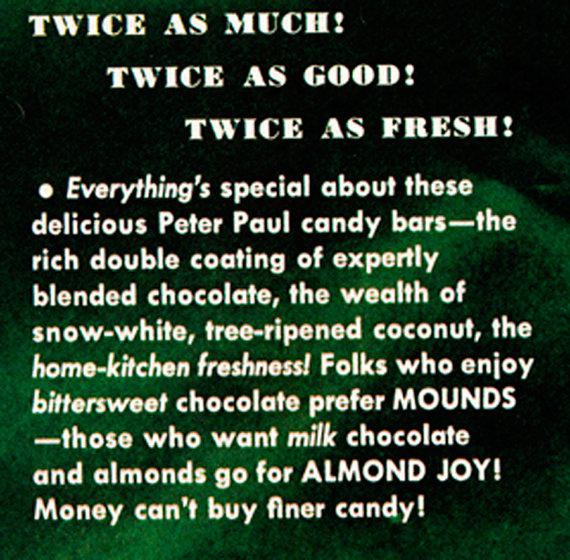 TWICE AS MUCH!
TWICE AS GOOD!
TWICE AS FRESH!
• Everything's special about these
delicious Peter Paul candy bars—the
rich double coating of expertly
blended chocolate, the wealth of
snow-white, tree-ripened coconut, the
home-kitchen freshness! Folks who enjoy
bittersweet chocolate prefer MOUNDS
—those who want milk chocolate
and almonds go for ALMOND JOY!
Money can't buy finer candy!